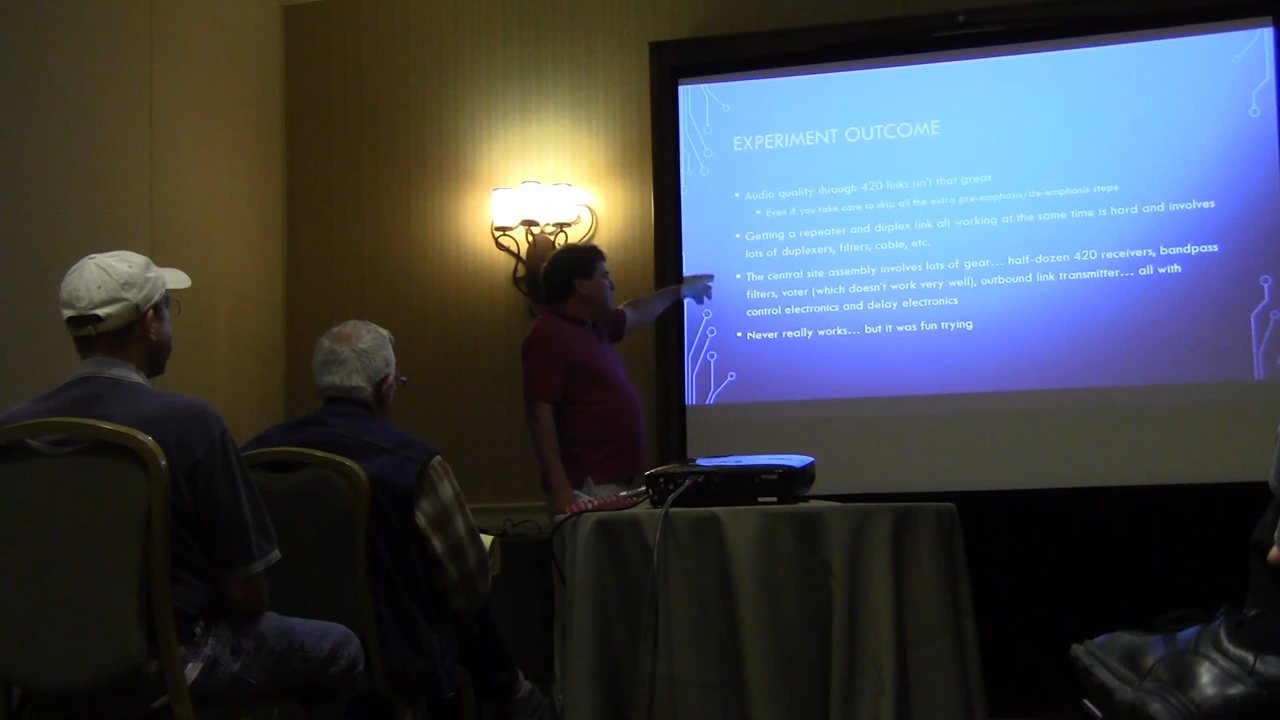 EXPERIMENT OUTCOME
• Audio quality through 420 links isn't that great
• Even if you take care to skip all the extra pre-emphasis/de-emphasis steps
• Getting a repeater and duplex link all working at the same time is hard and involves
lots of duplexers, filters, cable, etc.
• The central site assembly involves lots of gear... half-dozen 420 receivers, bandpass
filters, voter (which doesn't work very well), outbound link transmitter... all with
control electronics and delay electronics
• Never really works... but it was fun trying